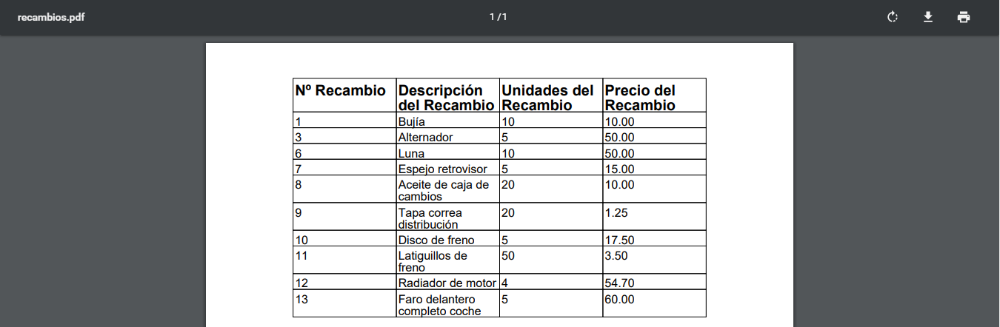 recambios.pdf 1 / 1
Nº Recambio Descripción del Recambio Unidades del Recambio Precio del Recambio
1 Bujía 10 10.00
3 Alternador 5 50.00
6 Luna 10 50.00
7 Espejo retrovisor 5 15.00
8 Aceite de caja de cambios 20 10.00
9 Tapa correa distribución 20 1.25
10 Disco de freno 5 17.50
11 Latiguillos de freno 50 3.50
12 Radiador de motor 4 54.70
13 Faro delantero completo coche 5 60.00